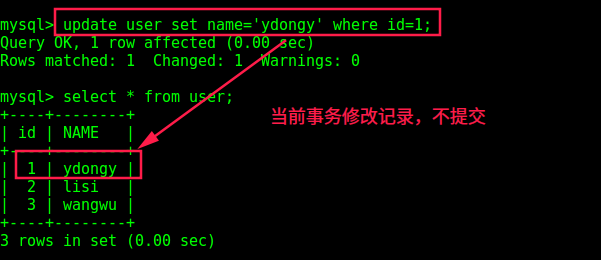 mysql> update user set name='ydongy' where id=1;
Query OK, 1 row affected (0.00 sec)
Rows matched: 1  Changed: 1  Warnings: 0
mysql> select * from user;
+----+--------+
| id | NAME   |
+----+--------+
|  1 | ydongy |
|  2 | lisi   |
|  3 | wangwu |
+----+--------+
3 rows in set (0.00 sec)
当前事务修改记录，不提交